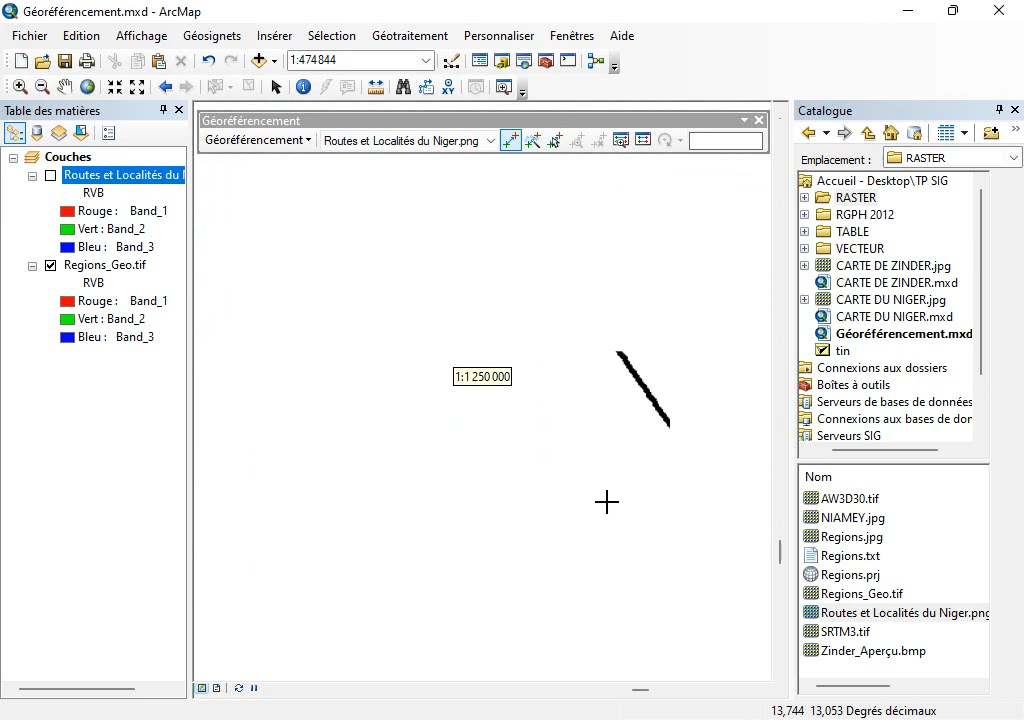 Géoréférencement.mxd - ArcMap
Fichier Edition Affichage Géosignets Insérer Sélection Géotraitement Personnaliser Fenêtres Aide
1:474 844
Table des matières
Couches
Routes et Localités du
RVB
Rouge : Band_1
Vert : Band_2
Bleu : Band_3
Regions_Geo.tif
RVB
Rouge : Band_1
Vert : Band_2
Bleu : Band_3
Géoréférencement
Géoréférencement Routes et Localités du Niger.png
1:1 250 000
Catalogue
Emplacement : RASTER
Accueil - Desktop\TP SIG
RASTER
RGPH 2012
TABLE
VECTEUR
CARTE DE ZINDER.jpg
CARTE DE ZINDER.mxd
CARTE DU NIGER.jpg
CARTE DU NIGER.mxd
Géoréférencement.mxd
tin
Connexions aux dossiers
Boîtes à outils
Serveurs de bases de données
Connexions aux bases de don
Serveurs SIG
Nom
AW3D30.tif
NIAMEY.jpg
Regions.jpg
Regions.txt
Regions.prj
Regions_Geo.tif
Routes et Localités du Niger.png
SRTM3.tif
Zinder_Aperçu.bmp
13,744 13,053 Degrés décimaux